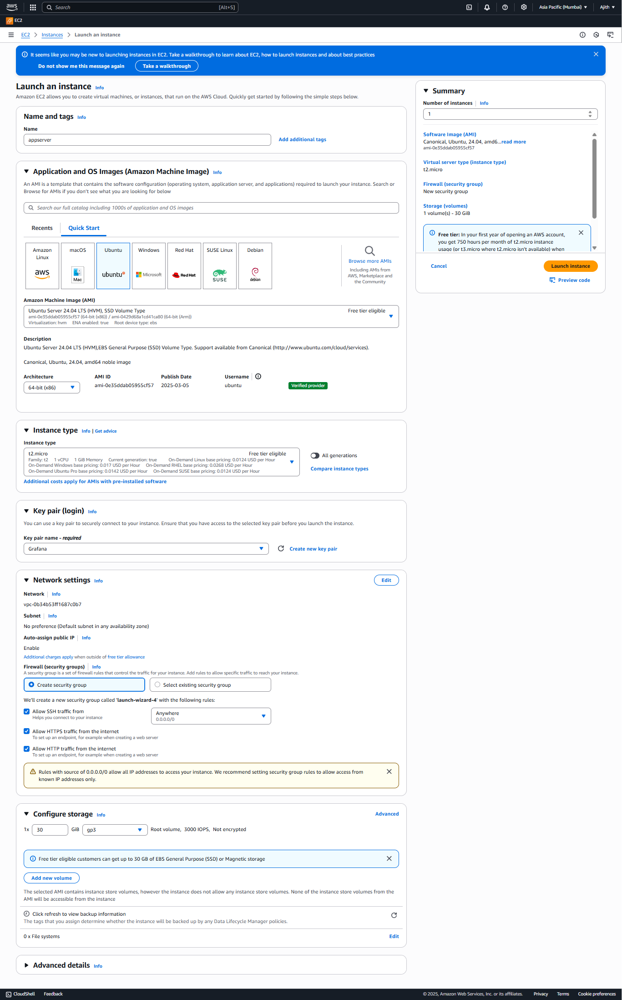 aws
Search
[Alt+S]
Asia Pacific (Mumbai)
Ajith
EC2
EC2
Instances
Launch an instance
It seems like you may be new to launching instances in EC2. Take a walkthrough to learn about EC2, how to launch instances and about best practices
Do not show me this message again
Take a walkthrough
Launch an instance Info
Amazon EC2 allows you to create virtual machines, or instances, that run on the AWS Cloud. Quickly get started by following the simple steps below.
Name and tags Info
Name
appserver
Add additional tags
Application and OS Images (Amazon Machine Image) Info
An AMI is a template that contains the software configuration (operating system, application server, and applications) required to launch your instance. Search or
Browse for AMIs if you don't see what you are looking for below
Search our full catalog including 1000s of application and OS images
Recents
Quick Start
Amazon
Linux
aws
macOS
Mac
Ubuntu
ubuntu
Windows
Microsoft
Red Hat
Red Hat
SUSE Linux
SUSE
Debian
debian
Browse more AMIs
Including AMIs from
AWS, Marketplace and
the Community
Amazon Machine Image (AMI)
Ubuntu Server 24.04 LTS (HVM), SSD Volume Type
Free tier eligible
ami-0e35ddab05955cf57 (64-bit (x86)) / ami-0429d68a1cd41ca80 (64-bit (Arm))
Virtualization: hvm ENA enabled: true Root device type: ebs
Description
Ubuntu Server 24.04 LTS (HVM),EBS General Purpose (SSD) Volume Type. Support available from Canonical (http://www.ubuntu.com/cloud/services).
Canonical, Ubuntu, 24.04, amd64 noble image
Architecture
64-bit (x86)
AMI ID
ami-0e35ddab05955cf57
Publish Date
2025-03-05
Username
ubuntu
Verified provider
Instance type Info | Get advice
Instance type
t2.micro
Free tier eligible
Family: t2 1 vCPU 1 GiB Memory Current generation: true On-Demand Linux base pricing: 0.0124 USD per Hour
On-Demand Windows base pricing: 0.017 USD per Hour On-Demand RHEL base pricing: 0.0268 USD per Hour
On-Demand Ubuntu Pro base pricing: 0.0142 USD per Hour On-Demand SUSE base pricing: 0.0124 USD per Hour
All generations
Compare instance types
Additional costs apply for AMIs with pre-installed software
Key pair (login) Info
You can use a key pair to securely connect to your instance. Ensure that you have access to the selected key pair before you launch the instance.
Key pair name - required
Grafana
Create new key pair
Network settings Info
Edit
Network Info
vpc-0b34b53ff1687c0b7
Subnet Info
No preference (Default subnet in any availability zone)
Auto-assign public IP Info
Enable
Additional charges apply when outside of free tier allowance
Firewall (security groups) Info
A security group is a set of firewall rules that control the traffic for your instance. Add rules to allow specific traffic to reach your instance.
Create security group
Select existing security group
We'll create a new security group called 'launch-wizard-4' with the following rules:
Allow SSH traffic from
Helps you connect to your instance
Anywhere
0.0.0.0/0
Allow HTTPS traffic from the internet
To set up an endpoint, for example when creating a web server
Allow HTTP traffic from the internet
To set up an endpoint, for example when creating a web server
Rules with source of 0.0.0.0/0 allow all IP addresses to access your instance. We recommend setting security group rules to allow access from
known IP addresses only.
Configure storage Info
Advanced
1x 30 GiB gp3 Root volume, 3000 IOPS, Not encrypted
Free tier eligible customers can get up to 30 GB of EBS General Purpose (SSD) or Magnetic storage
Add new volume
The selected AMI contains instance store volumes, however the instance does not allow any instance store volumes. None of the instance store volumes from the
AMI will be accessible from the instance
Click refresh to view backup information
The tags that you assign determine whether the instance will be backed up by any Data Lifecycle Manager policies.
0 x File systems
Edit
Advanced details Info
Summary
Number of instances Info
1
Software Image (AMI)
Canonical, Ubuntu, 24.04, amd6...read more
ami-0e35ddab05955cf57
Virtual server type (instance type)
t2.micro
Firewall (security group)
New security group
Storage (volumes)
1 volume(s) - 30 GiB
Free tier: In your first year of opening an AWS account,
you get 750 hours per month of t2.micro instance
usage (or t3.micro where t2.micro isn't available) when
Cancel
Launch instance
Preview code
CloudShell
Feedback
© 2025, Amazon Web Services, Inc. or its affiliates.
Privacy
Terms
Cookie preferences